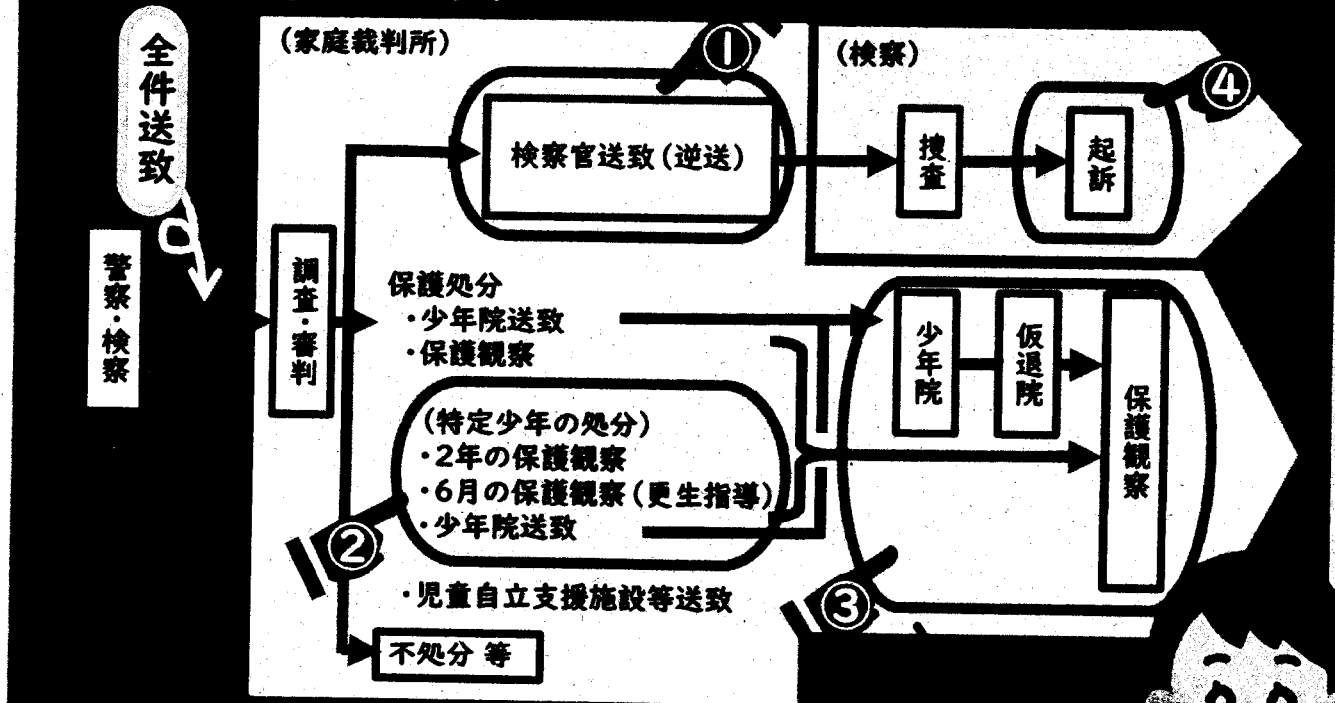 全件送致
警察・検察
(家庭裁判所)
調査・審判
①
検察官送致(逆送)
保護処分
・少年院送致
・保護観察
(特定少年の処分)
・2年の保護観察
・6月の保護観察(更生指導)
・少年院送致
②
・児童自立支援施設等送致
不処分 等
(検察)
捜査
起訴
④
少年院
仮退院
保護観察
③